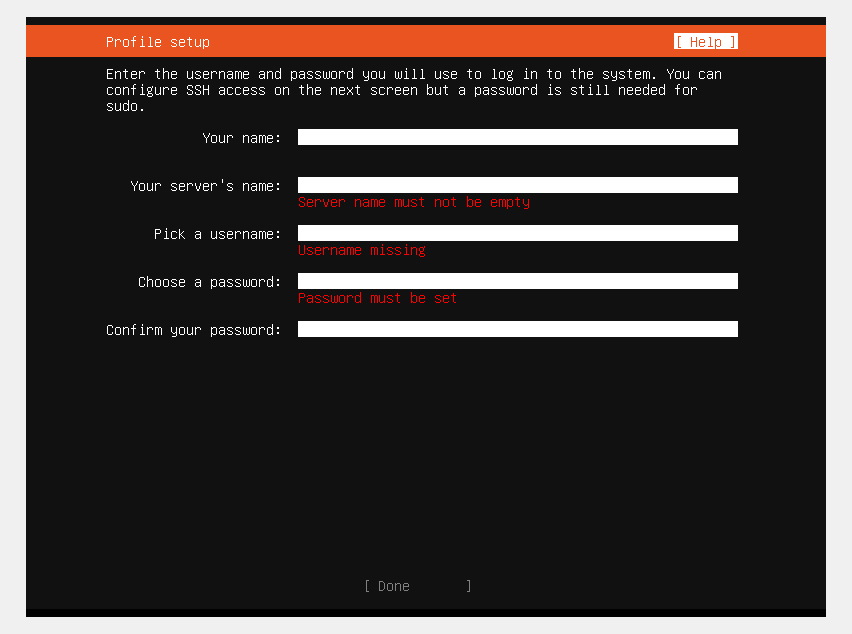 Profile setup [ Help ]
Enter the username and password you will use to log in to the system. You can
configure SSH access on the next screen but a password is still needed for
sudo.
Your name:
Your server's name:
Server name must not be empty
Pick a username:
Username missing
Choose a password:
Password must be set
Confirm your password:
[ Done ]